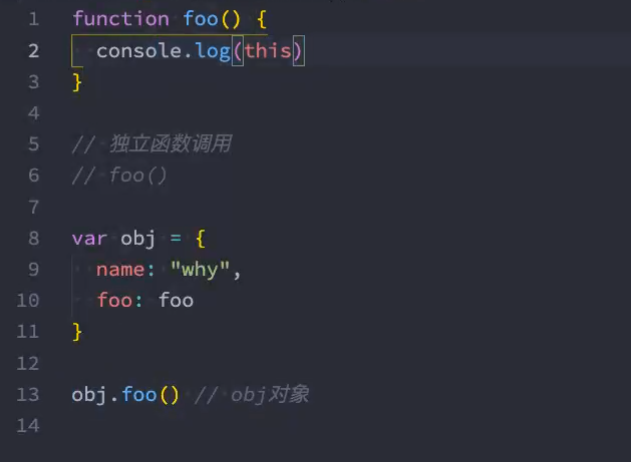 1 function foo() {
2   console.log(this)
3 }
4
5 // 独立函数调用
6 // foo()
7
8 var obj = {
9   name: "why",
10   foo: foo
11 }
12
13 obj.foo() // obj对象
14